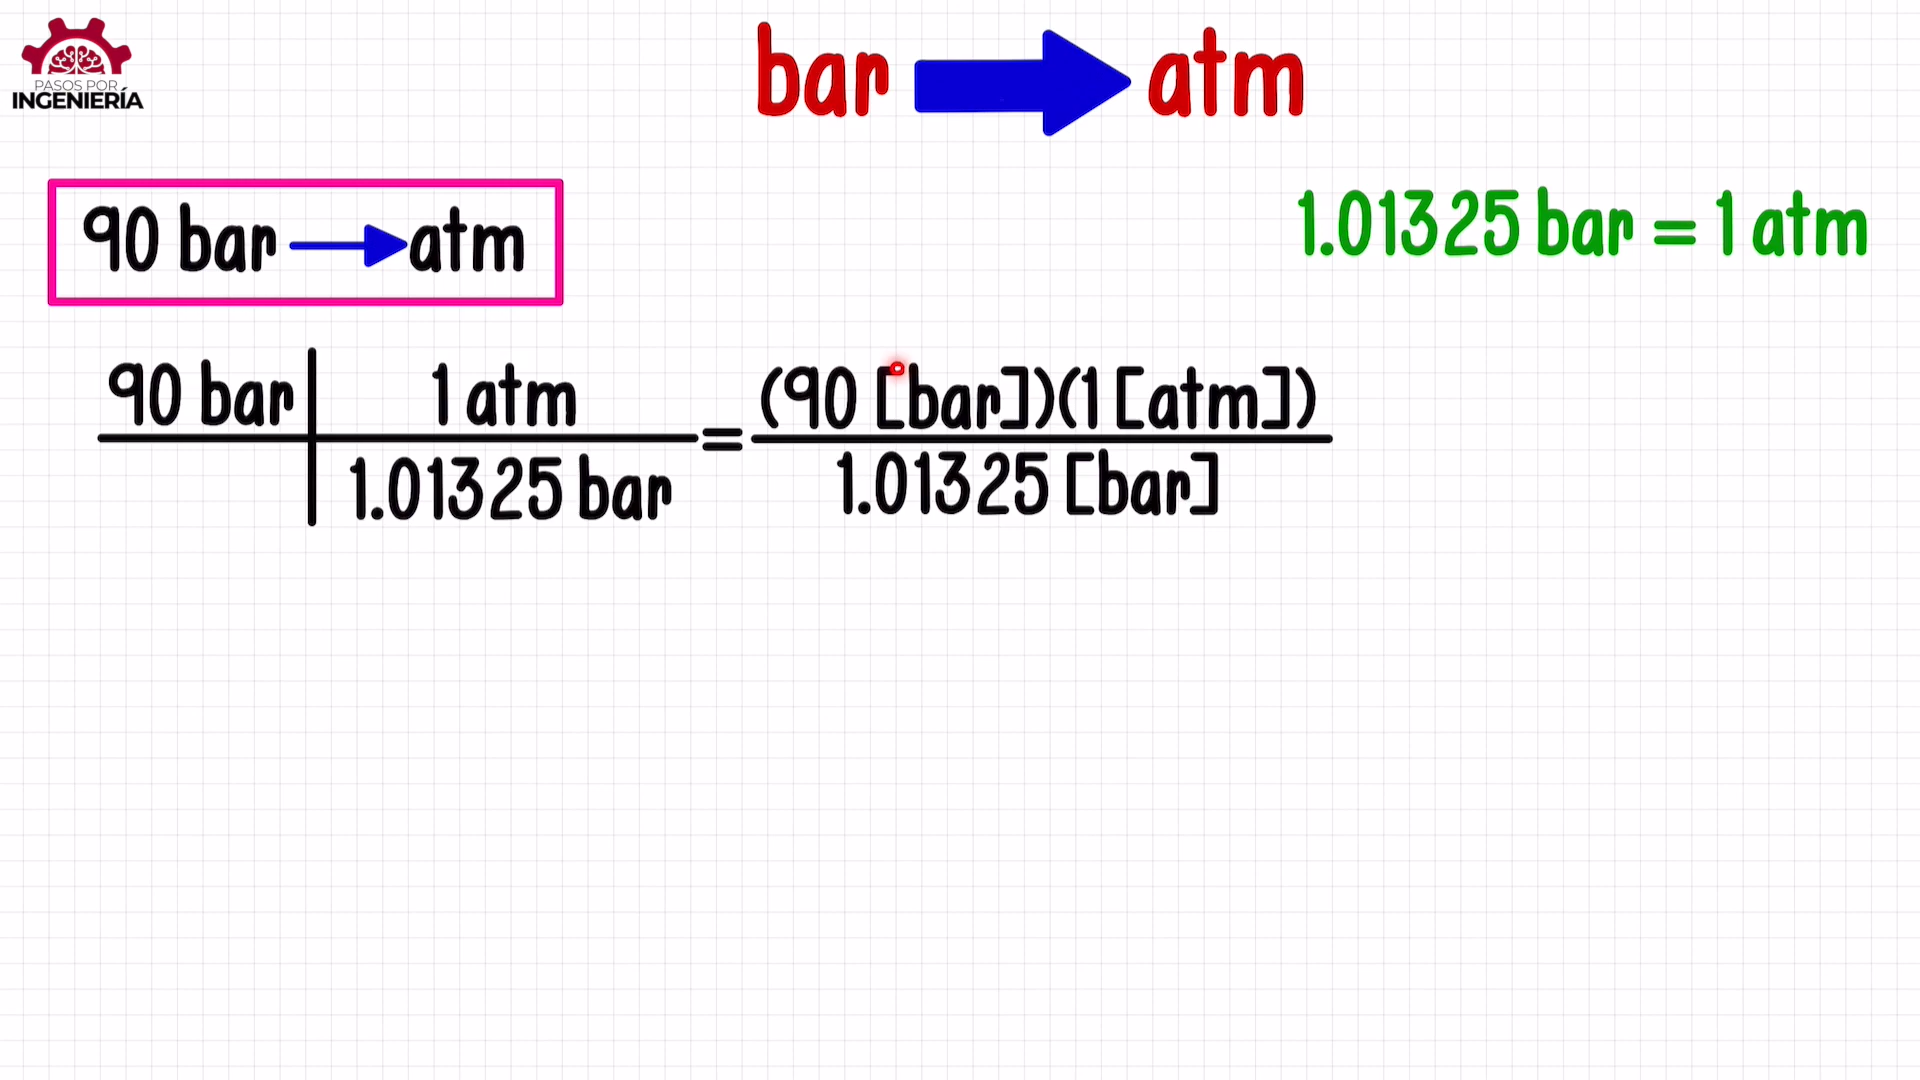 PASOS POR
INGENIERÍA
bar atm
90 bar atm
1.01325 bar = 1 atm
90 bar 1 atm = (90 [bar])(1 [atm])
1.01325 bar 1.01325 [bar]